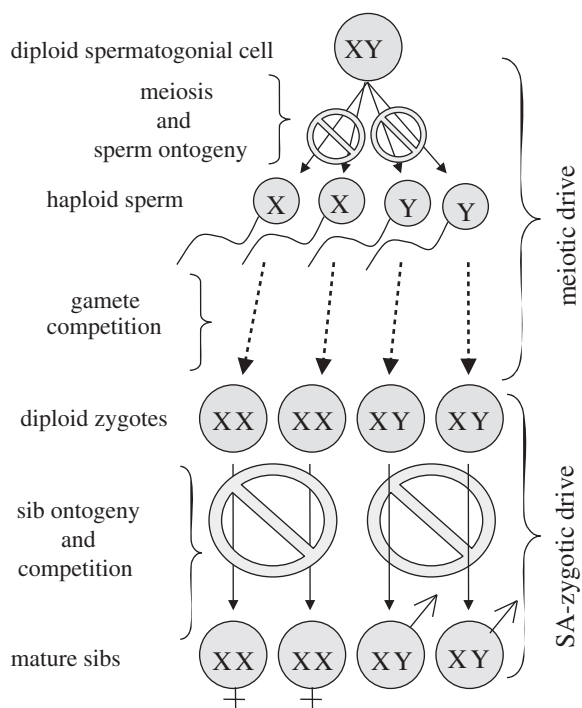 diploid spermatogonial cell
XY
meiosis
and
sperm ontogeny
haploid sperm
X X Y Y
meiotic drive
gamete
competition
diploid zygotes
XX XX XY XY
sib ontogeny
and
competition
SA-zygotic drive
mature sibs
XX XX XY XY